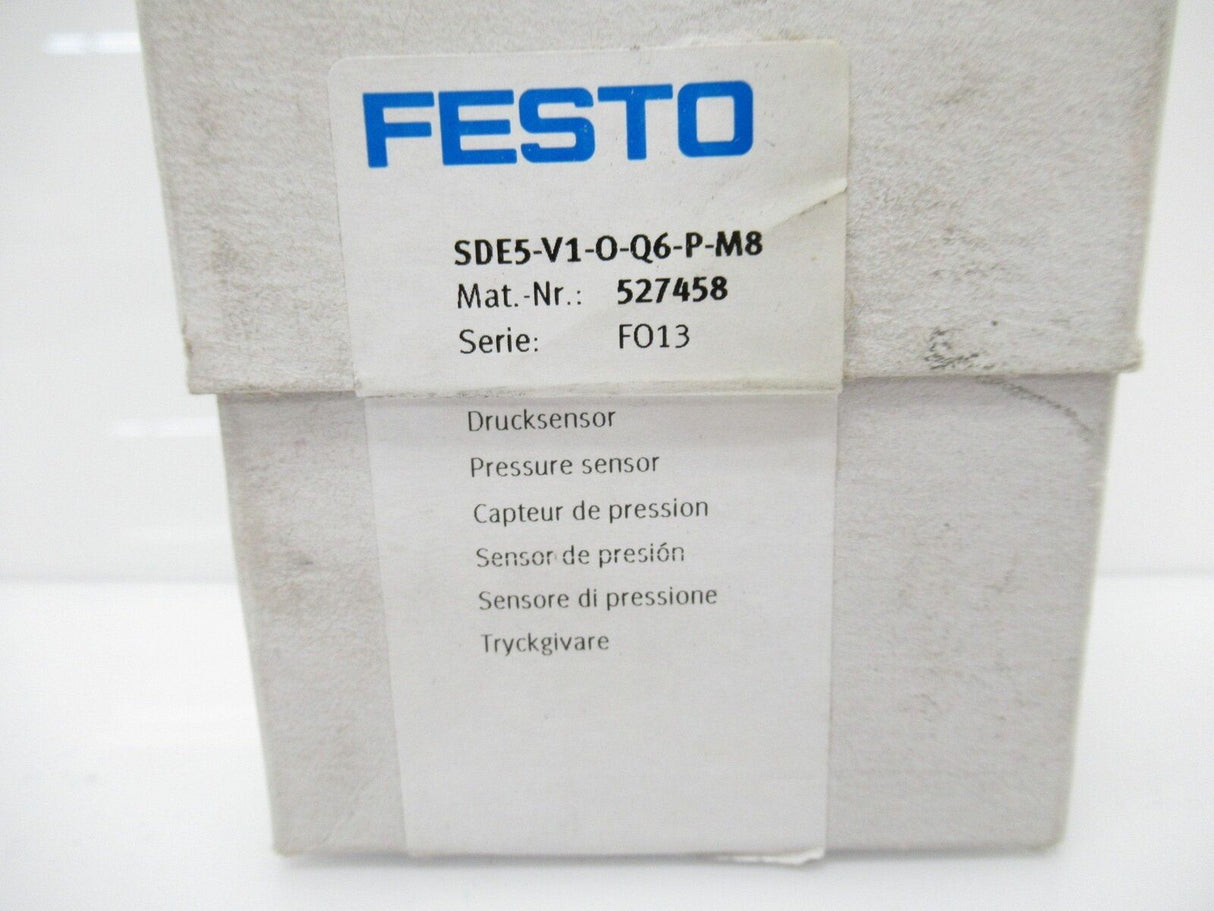 FESTO
SDE5-V1-O-Q6-P-M8
Mat.-Nr.: 527458
Serie: FO13
Drucksensor
Pressure sensor
Capteur de pression
Sensor de presión
Sensore di pressione
Tryckgivare